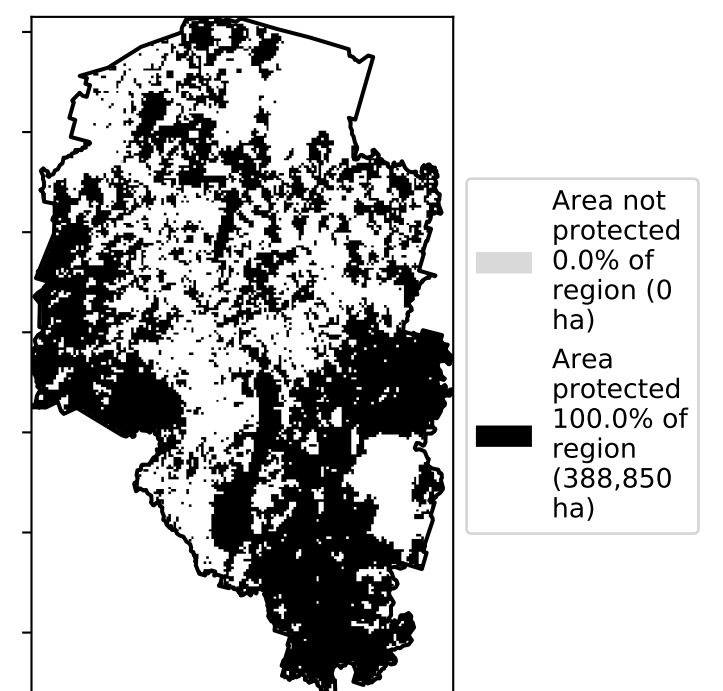 Area not
protected
0.0% of
region (0
ha)
Area
protected
100.0% of
region
(388,850
ha)